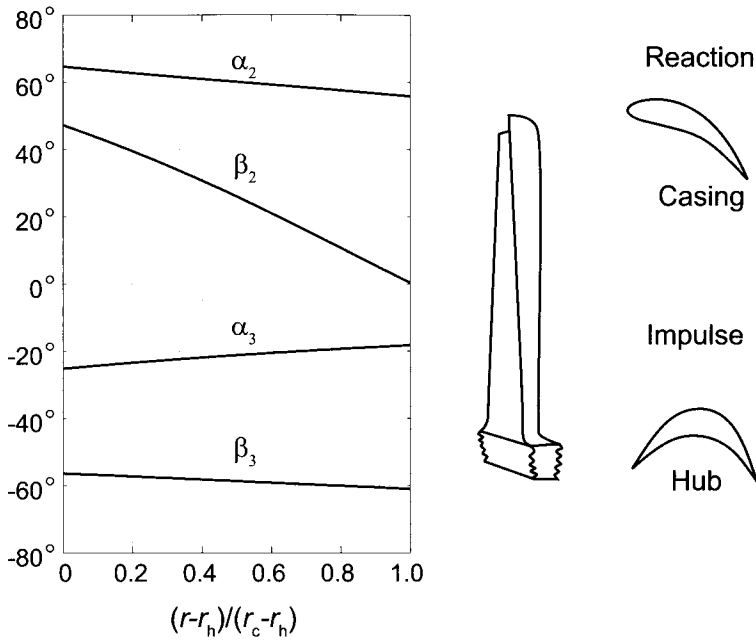 80°
60°
40°
20°
0°
-20°
-40°
-60°
-80°
α2
β2
α3
β3
0 0.2 0.4 0.6 0.8 1.0
(r-rh)/(rc-rh)
Reaction
Casing
Impulse
Hub